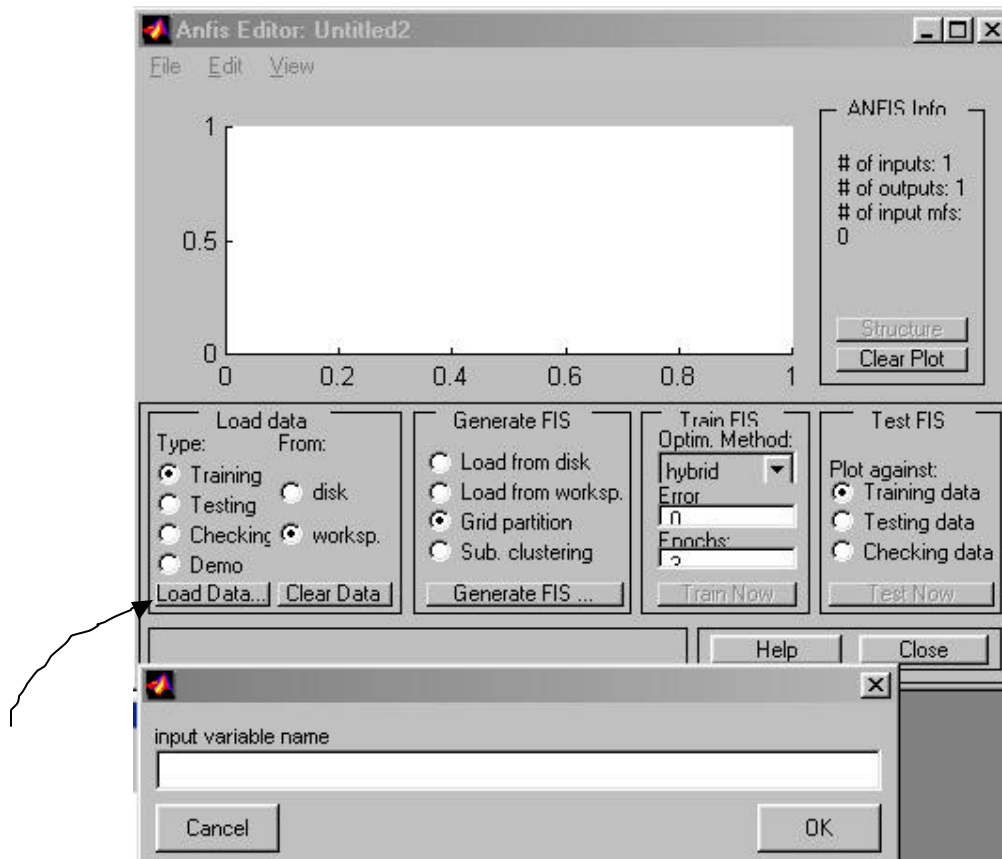 Anfis Editor: Untitled2
File Edit View
ANFIS Info
# of inputs: 1
# of outputs: 1
# of input mfs:
0
Structure
Clear Plot
1
0.5
0
0 0.2 0.4 0.6 0.8 1
Load data
Type: From:
Training
Testing
Checking
Demo
disk
worksp.
Load Data... Clear Data
Generate FIS
Load from disk
Load from worksp.
Grid partition
Sub. clustering
Generate FIS ...
Train FIS
Optim. Method:
hybrid
Error
0
Epochs:
Train Now
Test FIS
Plot against:
Training data
Testing data
Checking data
Test Now
Help Close
input variable name
Cancel OK